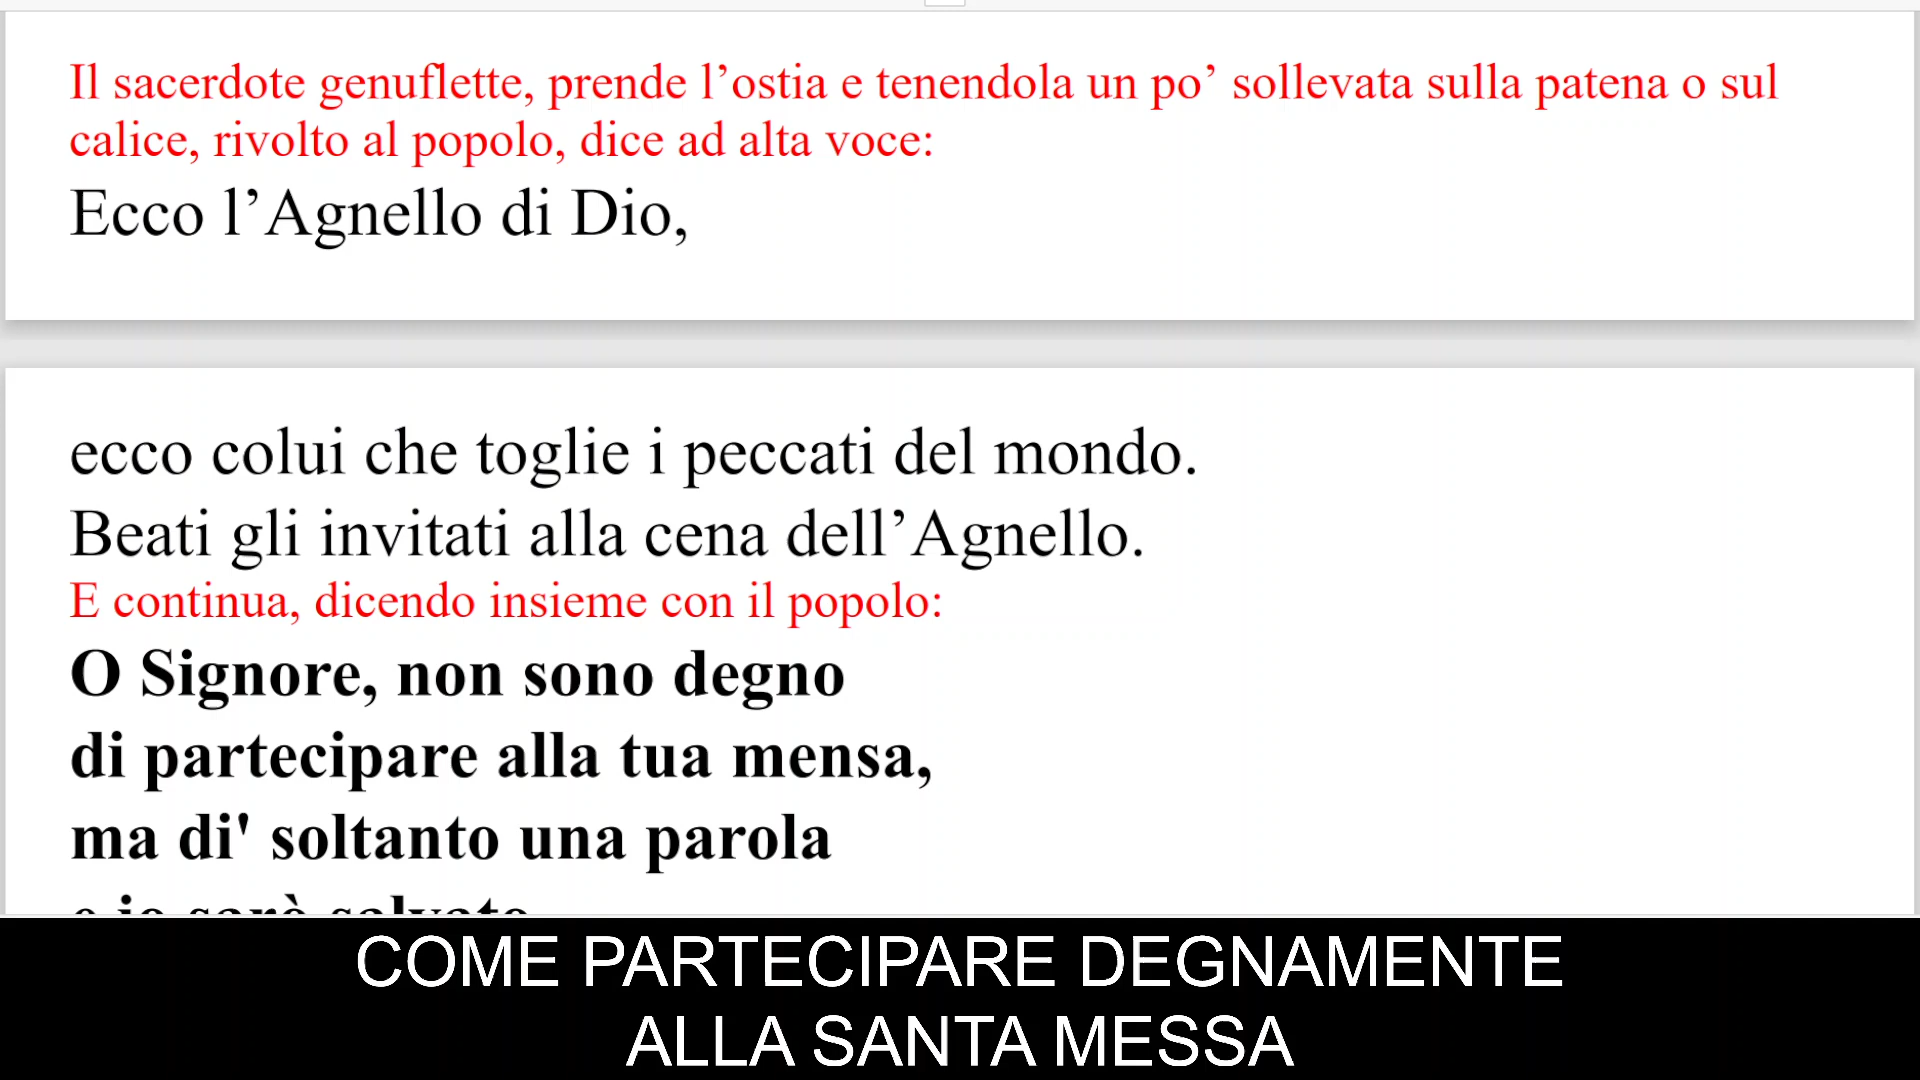 Il sacerdote genuflette, prende l’ostia e tenendola un po’ sollevata sulla patena o sul
calice, rivolto al popolo, dice ad alta voce:
Ecco l’Agnello di Dio,
ecco colui che toglie i peccati del mondo.
Beati gli invitati alla cena dell’Agnello.
E continua, dicendo insieme con il popolo:
O Signore, non sono degno
di partecipare alla tua mensa,
ma di' soltanto una parola
e io sarò salvato
COME PARTECIPARE DEGNAMENTE
ALLA SANTA MESSA